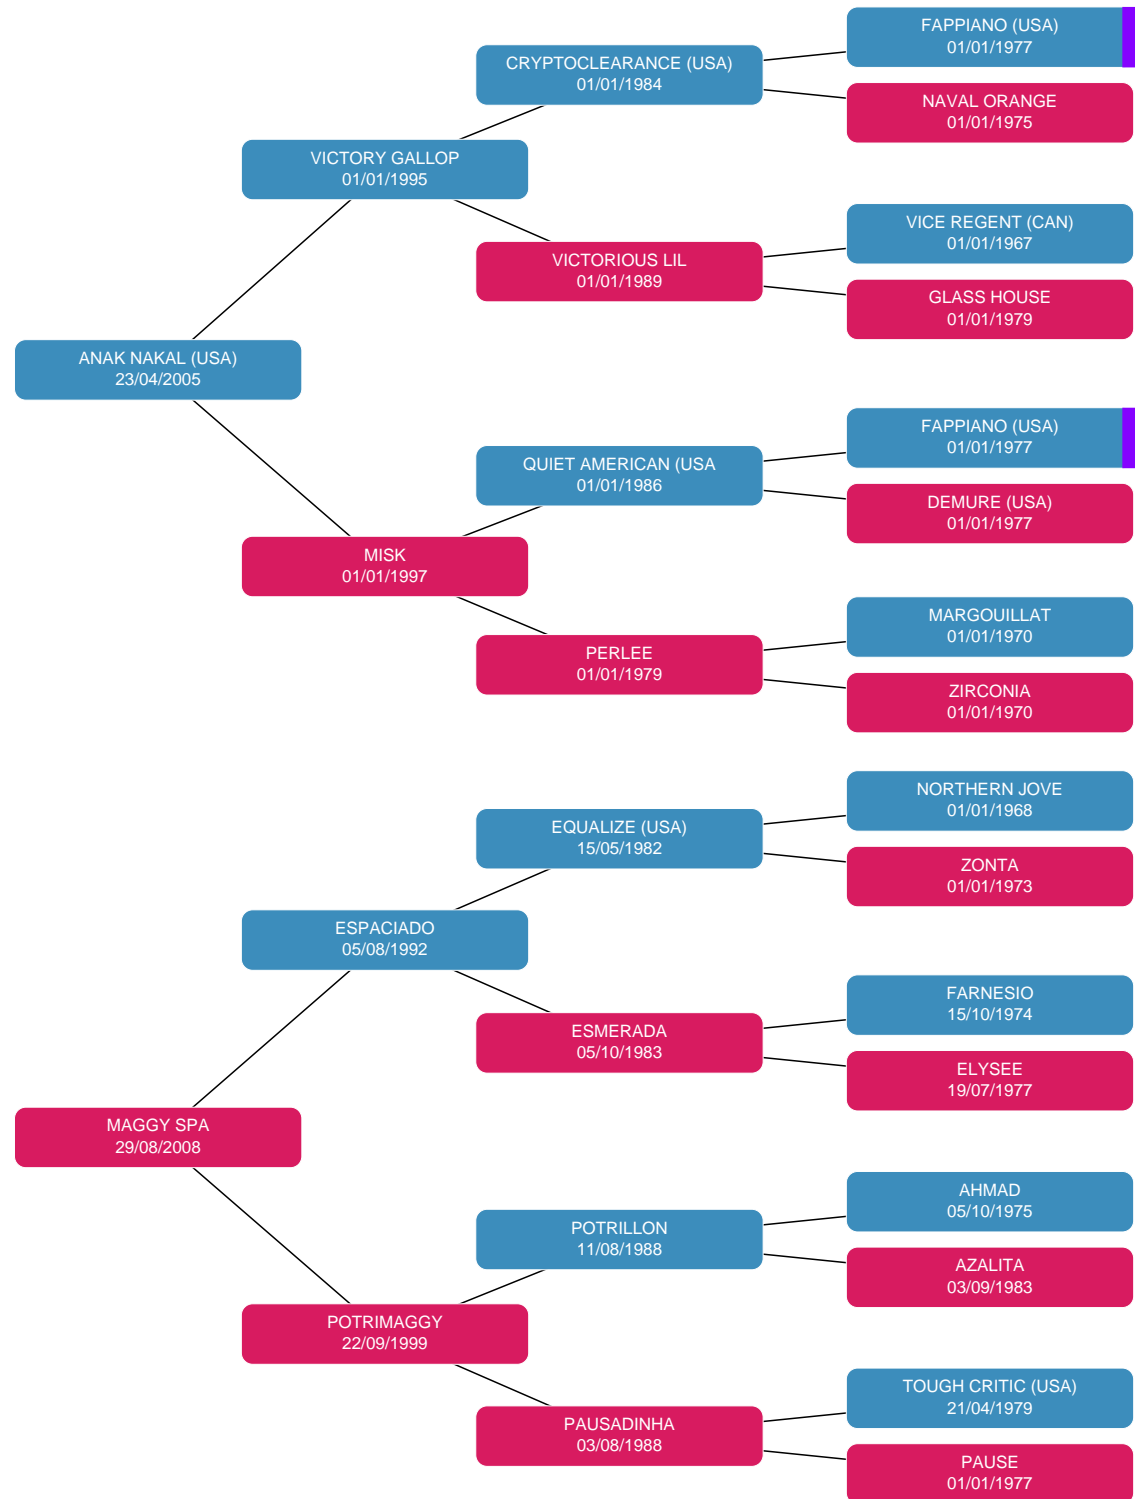 FAPPIANO (USA)
01/01/1977
CRYPTOCLEARANCE (USA)
01/01/1984
NAVAL ORANGE
01/01/1975
VICTORY GALLOP
01/01/1995
VICE REGENT (CAN)
01/01/1967
VICTORIOUS LIL
01/01/1989
GLASS HOUSE
01/01/1979
ANAK NAKAL (USA)
23/04/2005
FAPPIANO (USA)
01/01/1977
QUIET AMERICAN (USA
01/01/1986
DEMURE (USA)
01/01/1977
MISK
01/01/1997
MARGOUILLAT
01/01/1970
PERLEE
01/01/1979
ZIRCONIA
01/01/1970
NORTHERN JOVE
01/01/1968
EQUALIZE (USA)
15/05/1982
ZONTA
01/01/1973
ESPACIADO
05/08/1992
FARNESIO
15/10/1974
ESMERADA
05/10/1983
ELYSEE
19/07/1977
MAGGY SPA
29/08/2008
AHMAD
05/10/1975
POTRILLON
11/08/1988
AZALITA
03/09/1983
POTRIMAGGY
22/09/1999
TOUGH CRITIC (USA)
21/04/1979
PAUSADINHA
03/08/1988
PAUSE
01/01/1977